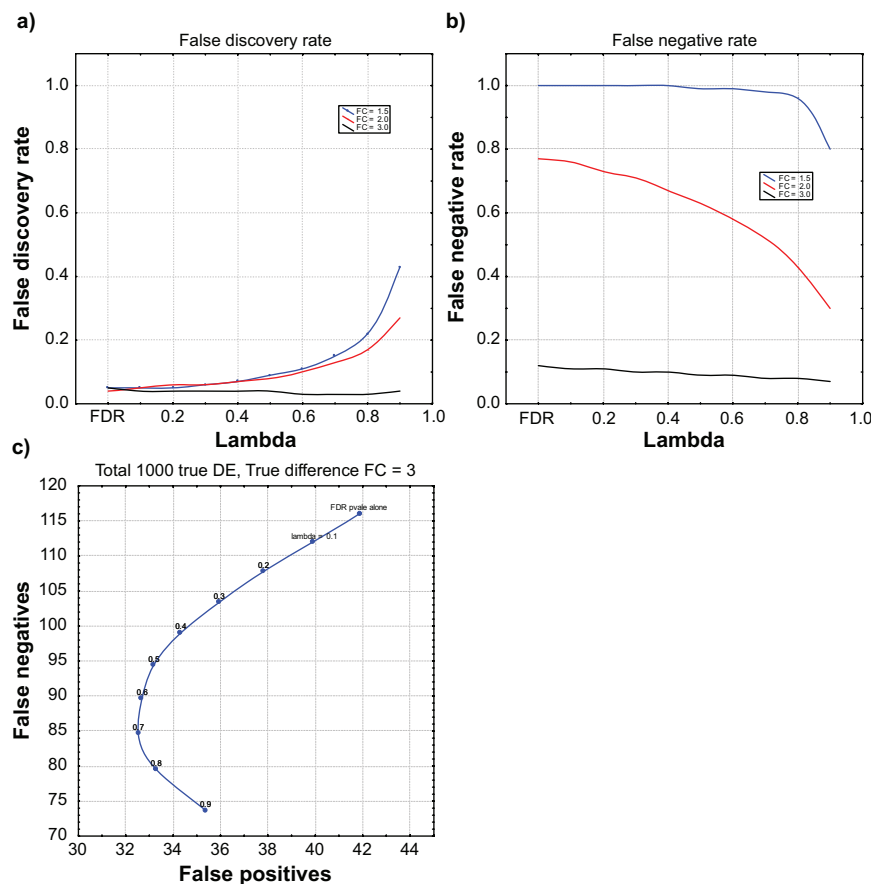 a)
False discovery rate
False discovery rate
1.0
0.8
0.6
0.4
0.2
0.0
FC = 1.5
FC = 2.0
FC = 3.0
FDR 0.2 0.4 0.6 0.8 1.0
Lambda
b)
False negative rate
False negative rate
1.0
0.8
0.6
0.4
0.2
0.0
FC = 1.5
FC = 2.0
FC = 3.0
FDR 0.2 0.4 0.6 0.8 1.0
Lambda
c)
Total 1000 true DE, True difference FC = 3
False negatives
120
115
110
105
100
95
90
85
80
75
70
FDR pvale alone
lambda = 0.1
0.2
0.3
0.4
0.5
0.6
0.7
0.8
0.9
30 32 34 36 38 40 42 44
False positives